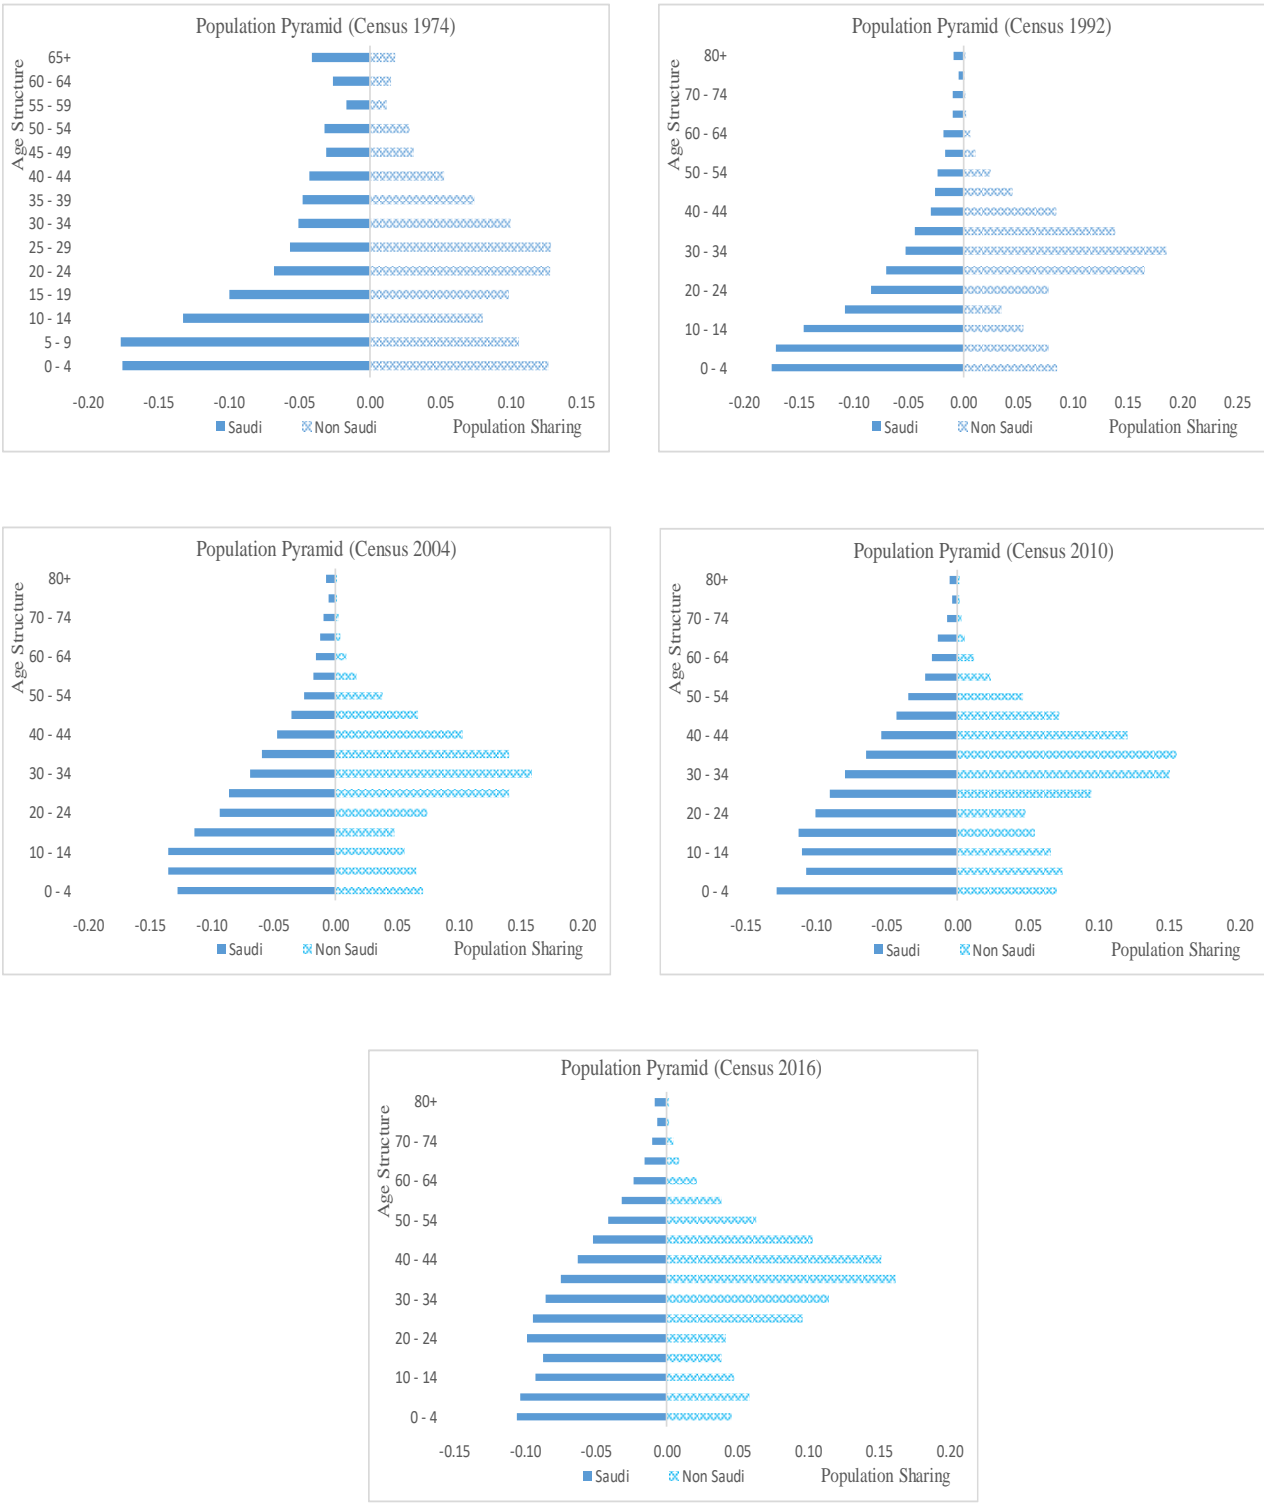 Population Pyramid (Census 1974)
Age Structure
65+
60 - 64
55 - 59
50 - 54
45 - 49
40 - 44
35 - 39
30 - 34
25 - 29
20 - 24
15 - 19
10 - 14
5 - 9
0 - 4
-0.20 -0.15 -0.10 -0.05 0.00 0.05 0.10 0.15
Saudi Non Saudi Population Sharing
Population Pyramid (Census 1992)
Age Structure
80+
70 - 74
60 - 64
50 - 54
40 - 44
30 - 34
20 - 24
10 - 14
0 - 4
-0.20 -0.15 -0.10 -0.05 0.00 0.05 0.10 0.15 0.20 0.25
Saudi Non Saudi Population Sharing
Population Pyramid (Census 2004)
Age Structure
80+
70 - 74
60 - 64
50 - 54
40 - 44
30 - 34
20 - 24
10 - 14
0 - 4
-0.20 -0.15 -0.10 -0.05 0.00 0.05 0.10 0.15 0.20
Saudi Non Saudi Population Sharing
Population Pyramid (Census 2010)
Age Structure
80+
70 - 74
60 - 64
50 - 54
40 - 44
30 - 34
20 - 24
10 - 14
0 - 4
-0.15 -0.10 -0.05 0.00 0.05 0.10 0.15 0.20
Saudi Non Saudi Population Sharing
Population Pyramid (Census 2016)
Age Structure
80+
70 - 74
60 - 64
50 - 54
40 - 44
30 - 34
20 - 24
10 - 14
0 - 4
-0.15 -0.10 -0.05 0.00 0.05 0.10 0.15 0.20
Saudi Non Saudi Population Sharing